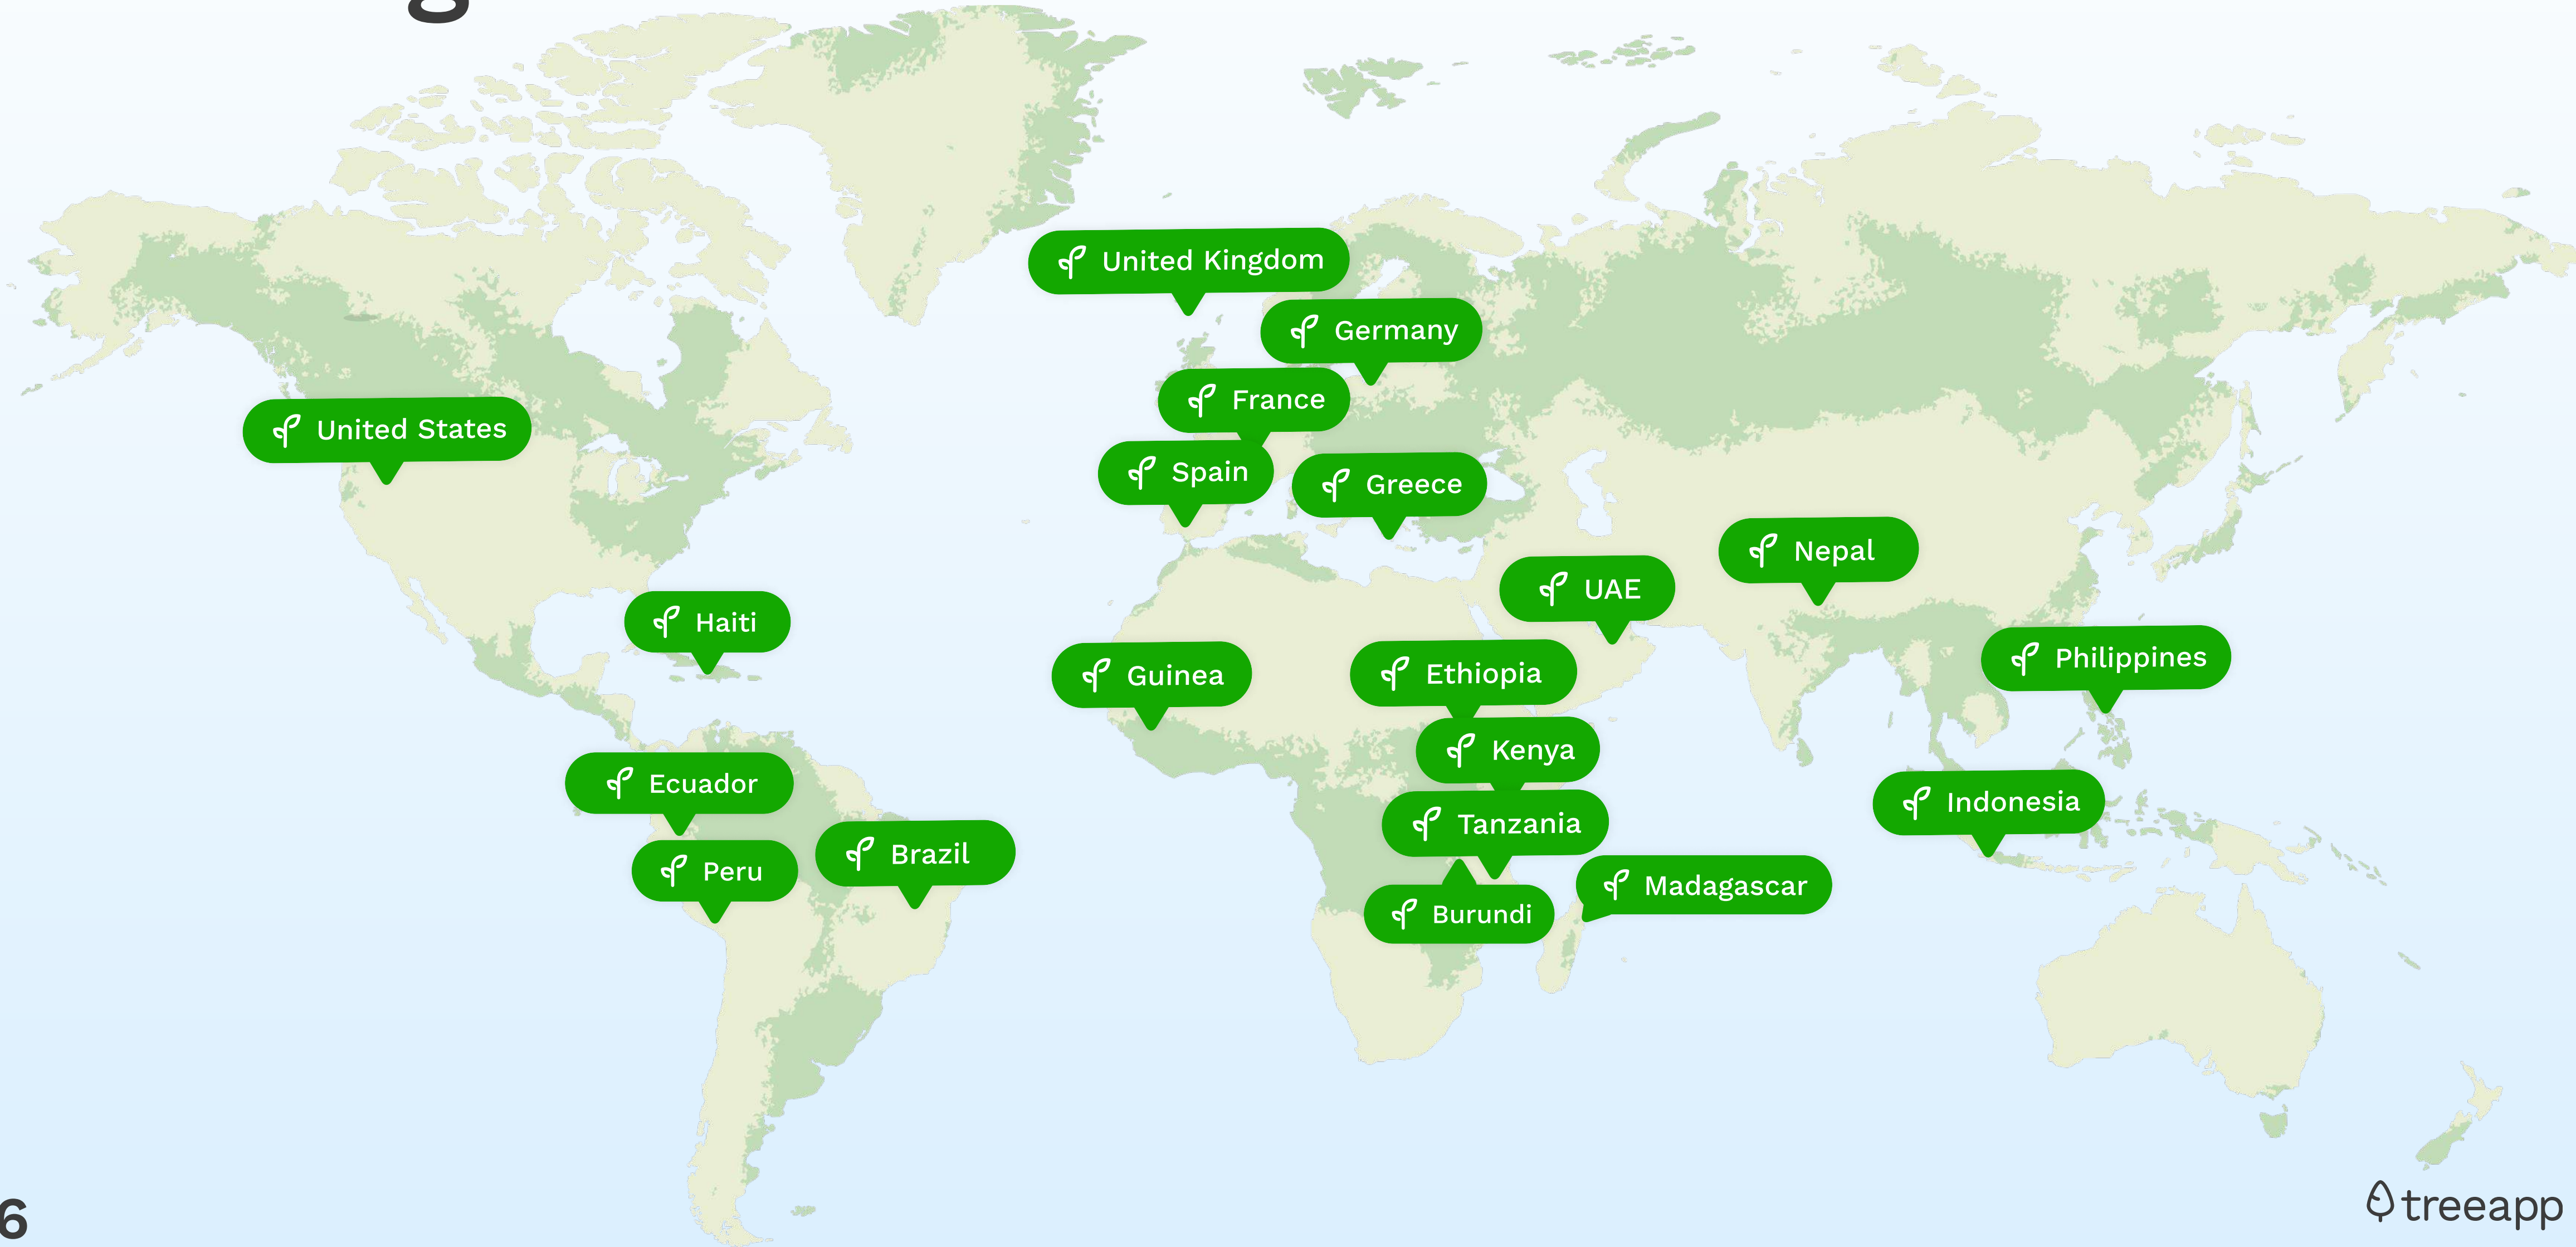 United Kingdom
Germany
France
United States
Spain
Greece
Nepal
UAE
Haiti
Philippines
Guinea
Ethiopia
Kenya
Ecuador
Indonesia
Tanzania
Brazil
Peru
Madagascar
Burundi
6
treeapp